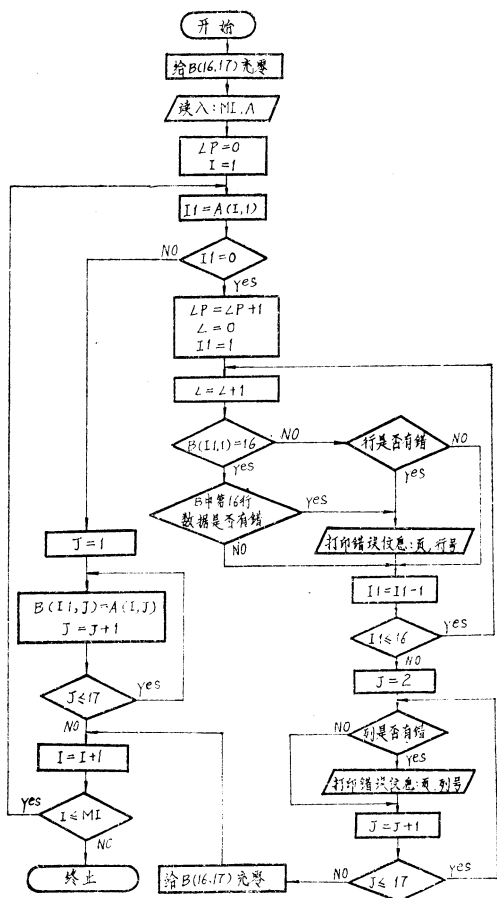 开始
给B(16,17)充零
读入:MI,A
LP=0
I=1
I1=A(I,1)
NO
I1=0
yes
LP=LP+1
L=0
I1=1
L=L+1
B(I1,1)=16
NO
行是否有错
NO
yes
yes
B中第16行
数据是否有错
yes
NO
打印错误信息:页,行号
J=1
I1=I1-1
B(I1,J)=A(I,J)
J=J+1
I1≤16
yes
NO
J=2
J≤17
yes
NO
NO
列是否有错
yes
I=I+1
打印错误信息:页,列号
yes
I≤MI
J=J+1
NO
终止
给B(16,17)充零
NO
J≤17
yes